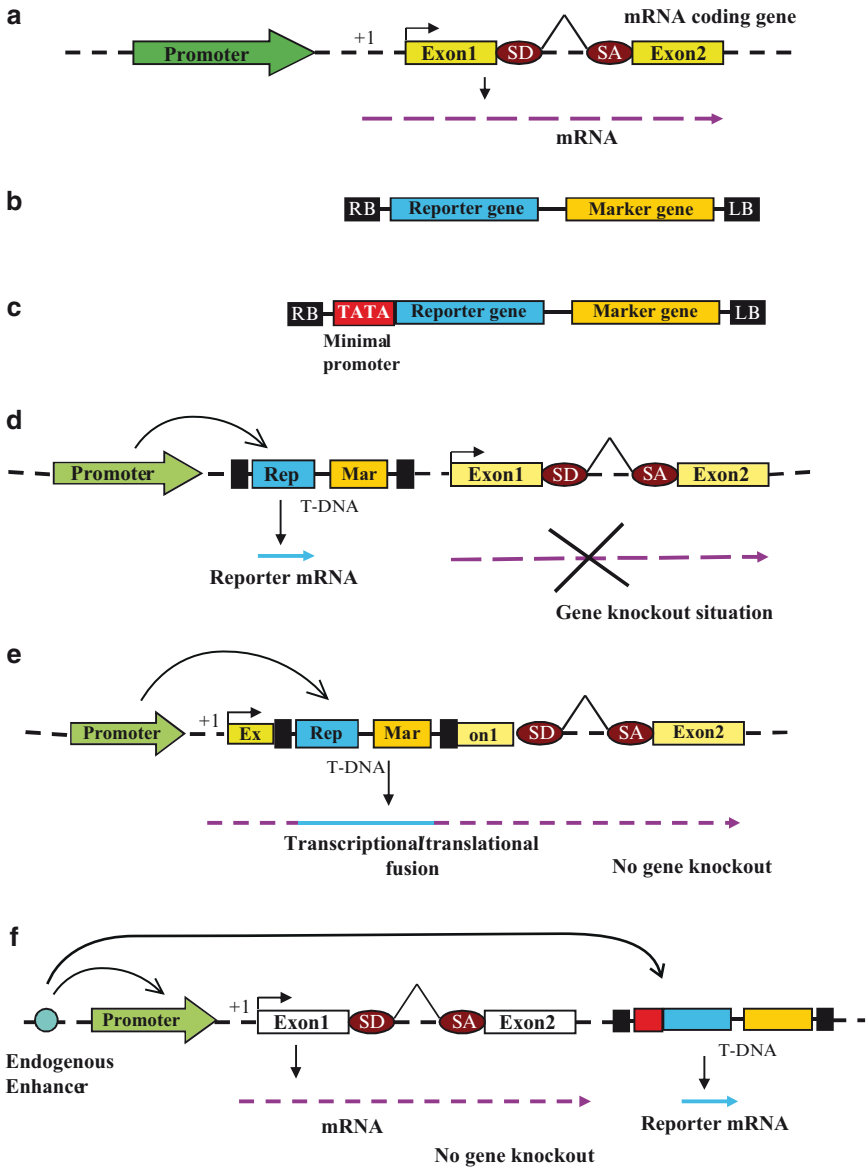 a
mRNA coding gene
Promoter
+1
Exon1
SD
SA
Exon2
mRNA
b
RB
Reporter gene
Marker gene
LB
c
RB
TATA
Reporter gene
Marker gene
LB
Minimal
promoter
d
Promoter
Rep
Mar
Exon1
SD
SA
Exon2
T-DNA
Reporter mRNA
Gene knockout situation
e
Promoter
+1
Ex
Rep
Mar
on1
SD
SA
Exon2
T-DNA
Transcriptional/translational
fusion
No gene knockout
f
Promoter
+1
Exon1
SD
SA
Exon2
Endogenous
Enhancer
T-DNA
mRNA
Reporter mRNA
No gene knockout